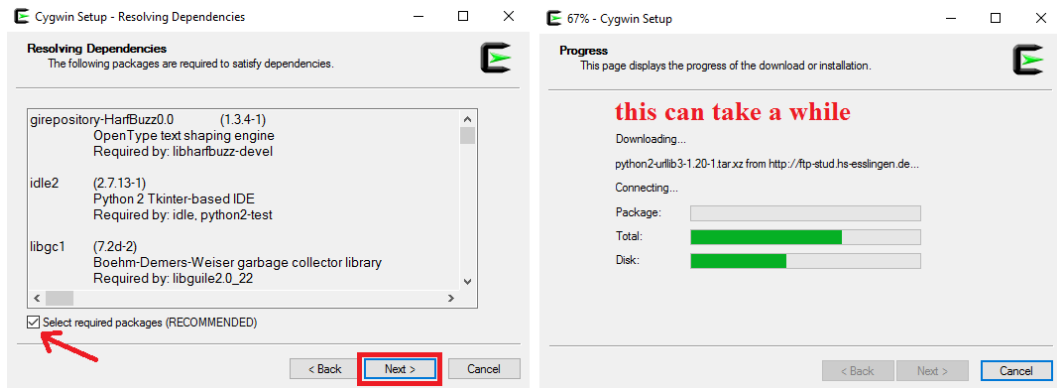 Cygwin Setup - Resolving Dependencies
Resolving Dependencies
The following packages are required to satisfy dependencies.
girepository-HarfBuzz0.0 (1.3.4-1)
OpenType text shaping engine
Required by: libharfbuzz-devel
idle2 (2.7.13-1)
Python 2 Tkinter-based IDE
Required by: idle, python2-test
libgc1 (7.2d-2)
Boehm-Demers-Weiser garbage collector library
Required by: libguile2.0_22
Select required packages (RECOMMENDED)
< Back Next > Cancel
67% - Cygwin Setup
Progress
This page displays the progress of the download or installation.
this can take a while
Downloading...
python2-urllib3-1.20-1.tar.xz from http://ftp-stud.hs-esslingen.de...
Connecting...
Package:
Total:
Disk:
< Back Next > Cancel